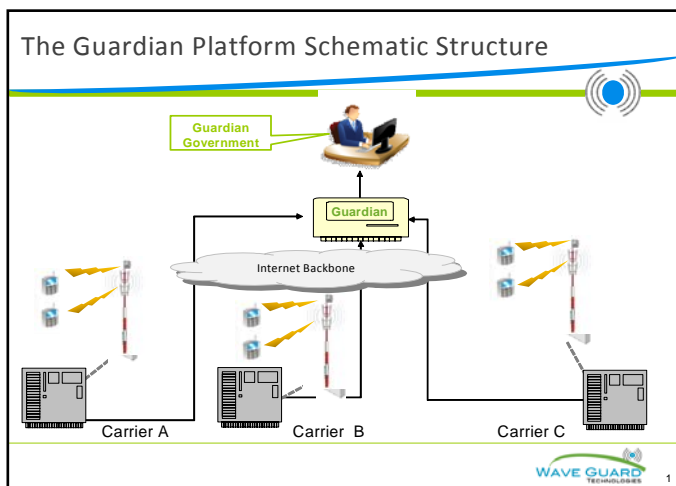 The Guardian Platform Schematic Structure
Guardian
Government
Guardian
Internet Backbone
Carrier A
Carrier B
Carrier C
WAVE GUARD
TECHNOLOGIES
1